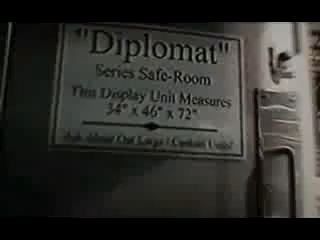 "Diplomat"
Series Safe-Room
This Display Unit Measures
34" x 46" x 72"
Ask About Our Large / Custom Units!